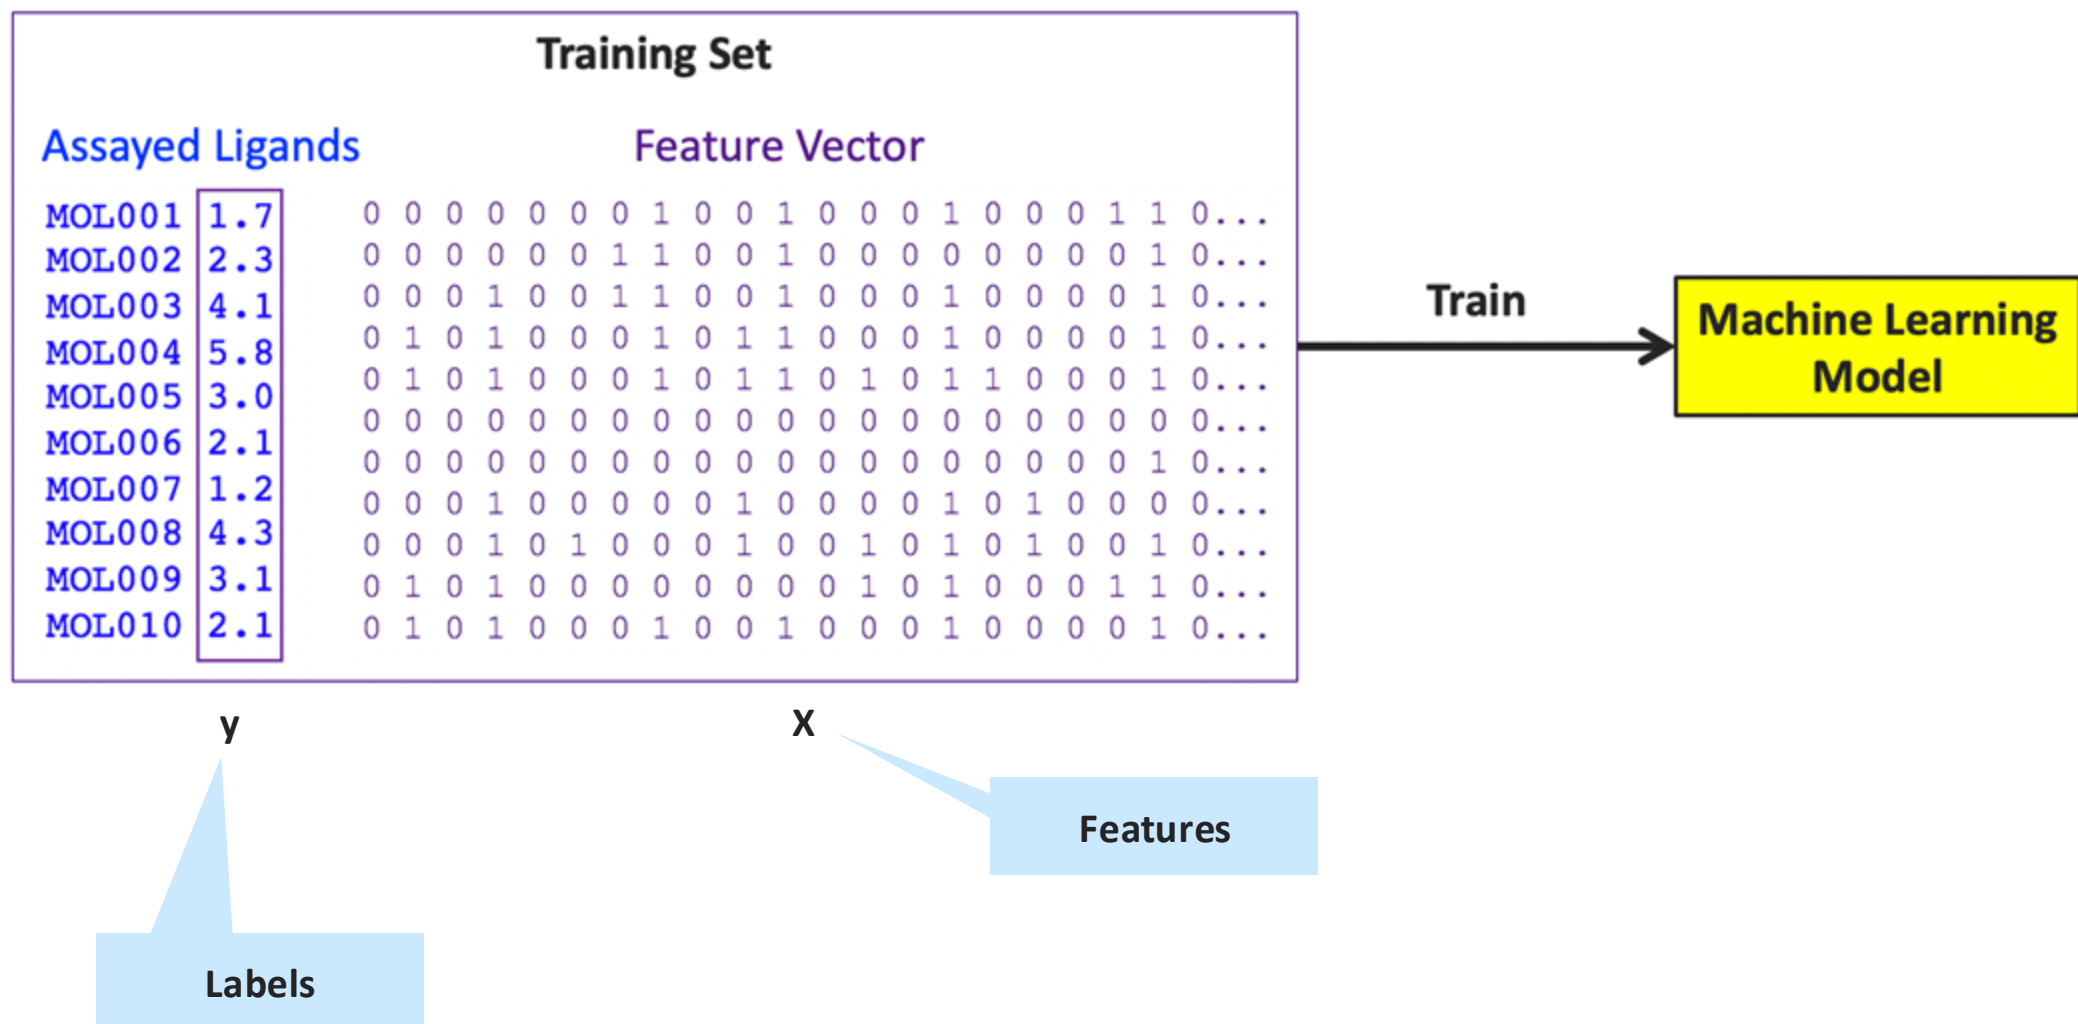 Training Set
Assayed Ligands
Feature Vector
MOL001 1.7
MOL002 2.3
MOL003 4.1
MOL004 5.8
MOL005 3.0
MOL006 2.1
MOL007 1.2
MOL008 4.3
MOL009 3.1
MOL010 2.1
0 0 0 0 0 0 0 1 0 0 1 0 0 0 1 0 0 0 1 1 0...
0 0 0 0 0 0 1 1 0 0 1 0 0 0 0 0 0 0 0 1 0...
0 0 0 1 0 0 1 1 0 0 1 0 0 0 1 0 0 0 0 1 0...
0 1 0 1 0 0 0 1 0 1 1 0 0 0 1 0 0 0 0 1 0...
0 1 0 1 0 0 0 1 0 1 1 0 1 0 1 1 0 0 0 1 0...
0 0 0 0 0 0 0 0 0 0 0 0 0 0 0 0 0 0 0 0 0...
0 0 0 0 0 0 0 0 0 0 0 0 0 0 0 0 0 0 0 1 0...
0 0 0 1 0 0 0 0 0 1 0 0 0 0 1 0 1 0 0 0 0...
0 0 0 1 0 1 0 0 0 1 0 0 1 0 1 0 1 0 0 1 0...
0 1 0 1 0 0 0 0 0 0 0 0 1 0 1 0 0 0 1 1 0...
0 1 0 1 0 0 0 1 0 0 1 0 0 0 1 0 0 0 0 1 0...
Train
Machine Learning
Model
y
X
Features
Labels